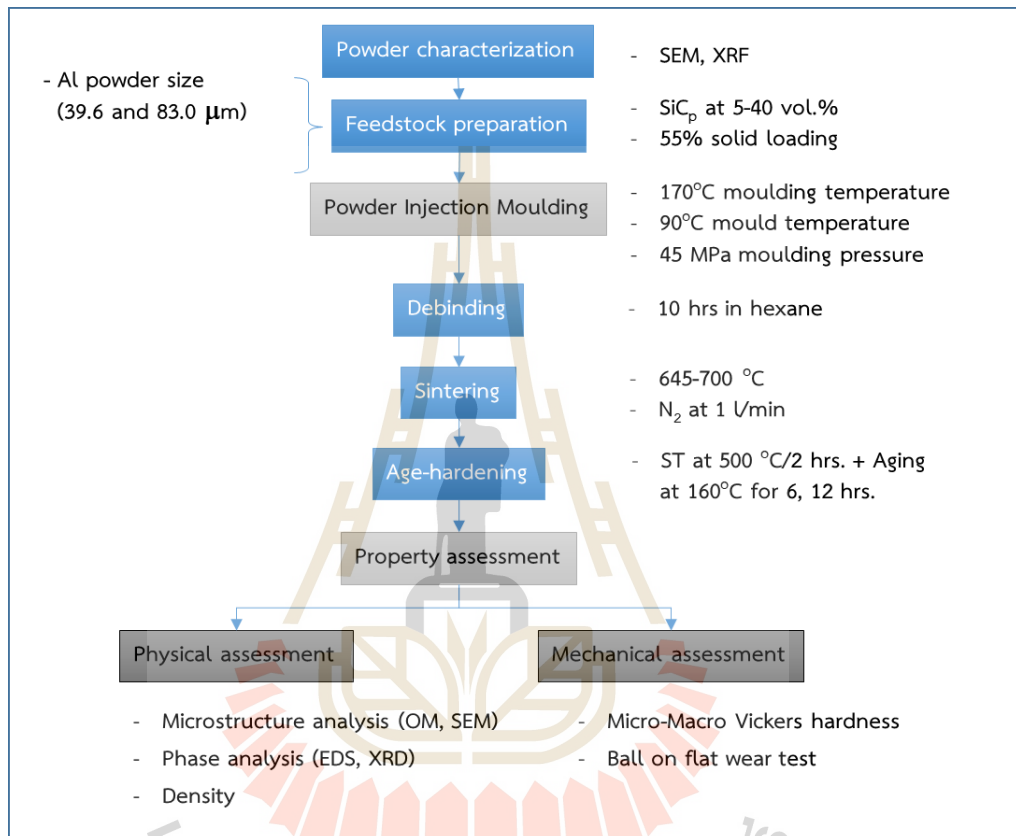 Powder characterization
- SEM, XRF
- Al powder size
(39.6 and 83.0 μm)
Feedstock preparation
- SiCp at 5-40 vol.%
- 55% solid loading
Powder Injection Moulding
- 170°C moulding temperature
- 90°C mould temperature
- 45 MPa moulding pressure
Debinding
- 10 hrs in hexane
Sintering
- 645-700 °C
- N2 at 1 l/min
Age-hardening
- ST at 500 °C/2 hrs. + Aging
at 160°C for 6, 12 hrs.
Property assessment
Physical assessment
Mechanical assessment
- Microstructure analysis (OM, SEM)
- Phase analysis (EDS, XRD)
- Density
- Micro-Macro Vickers hardness
- Ball on flat wear test